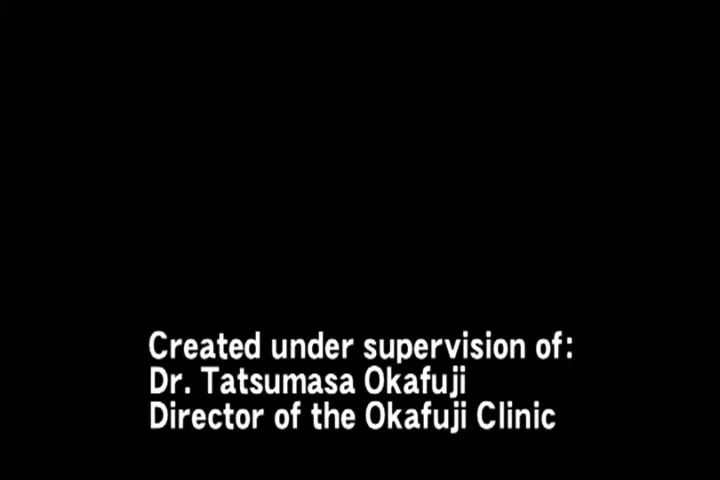 Created under supervision of:
Dr. Tatsumasa Okafuji
Director of the Okafuji Clinic